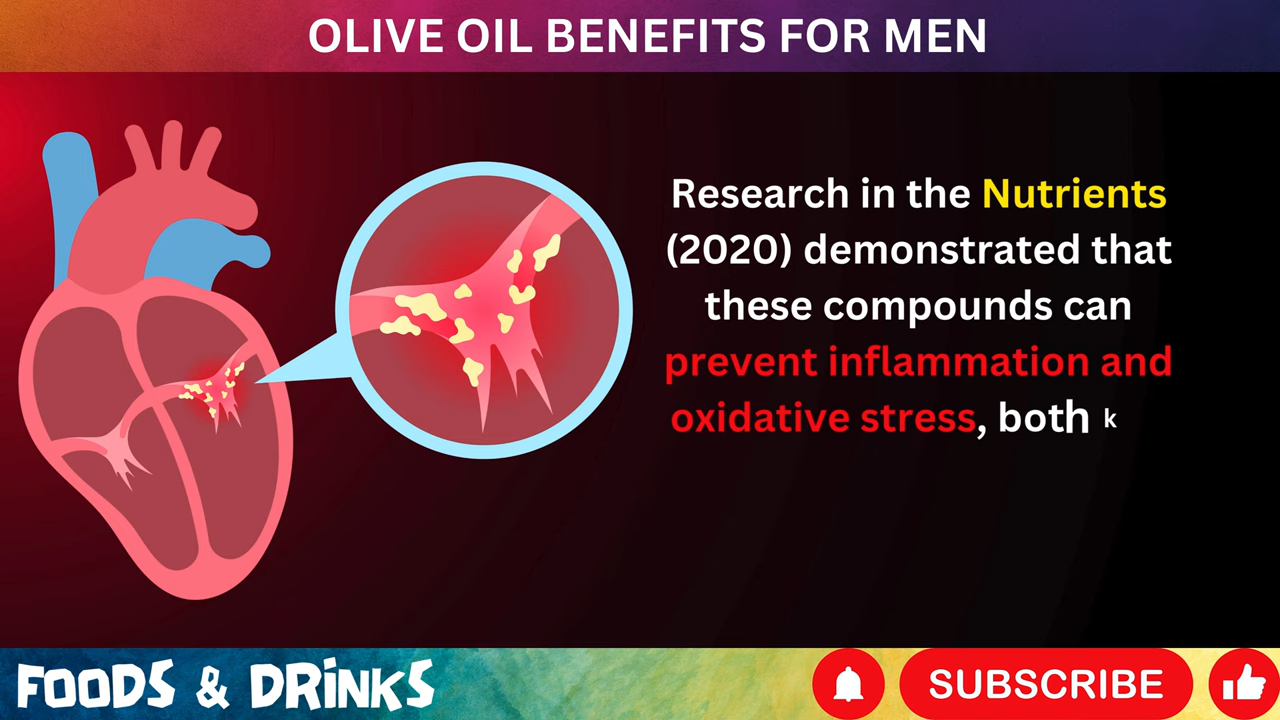 OLIVE OIL BENEFITS FOR MEN
Research in the Nutrients
(2020) demonstrated that
these compounds can
prevent inflammation and
oxidative stress, both k
FOODS & DRiNKS
SUBSCRIBE